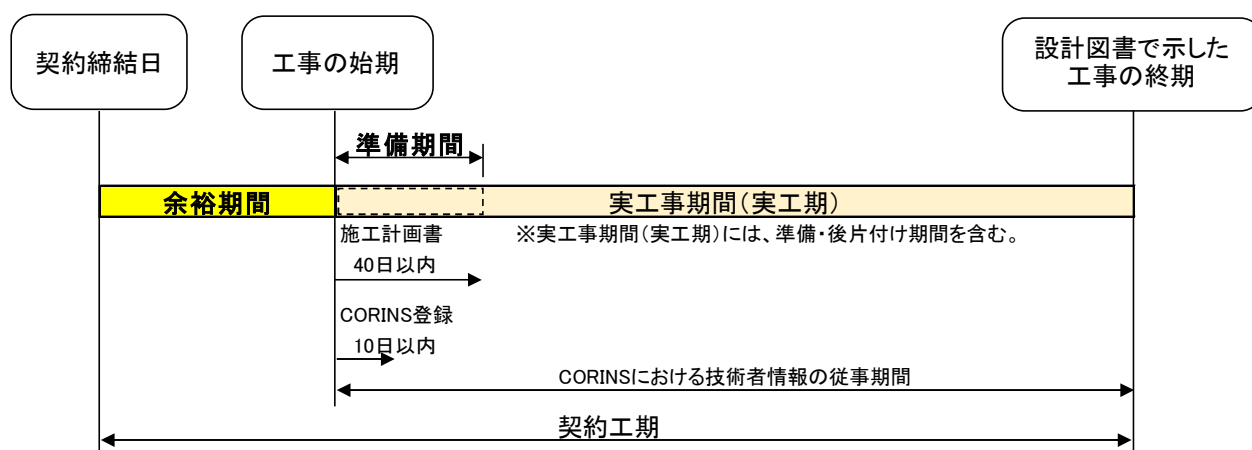 契約締結日
工事の始期
設計図書で示した
工事の終期
準備期間
余裕期間
実工事期間(実工期)
施工計画書
※実工事期間(実工期)には、準備・後片付け期間を含む。
40日以内
CORINS登録
10日以内
CORINSにおける技術者情報の従事期間
契約工期